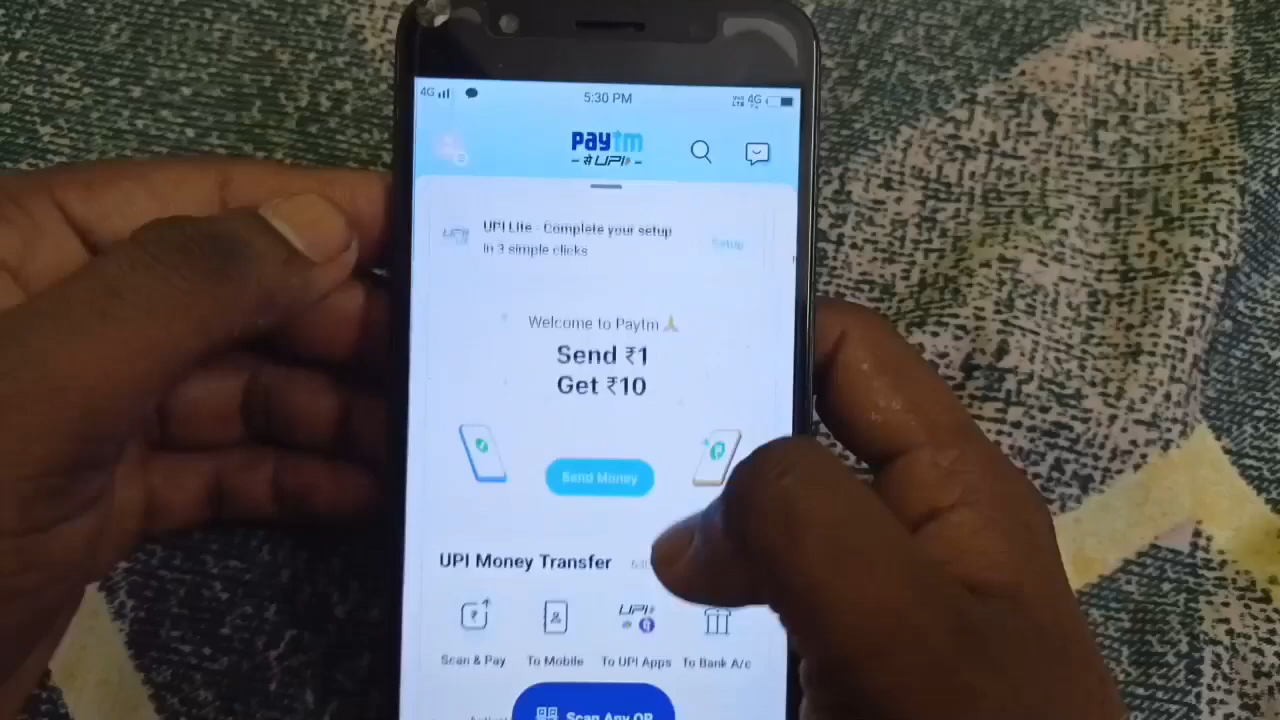 4G
5:30 PM
4G
paytm
से UPI
UPI Lite - Complete your setup
in 3 simple clicks
Setup
Welcome to Paytm 🙏
Send ₹1
Get ₹10
Send Money
UPI Money Transfer
UPI
Scan & Pay
To Mobile
To UPI Apps
To Bank A/c
Scan Any QR